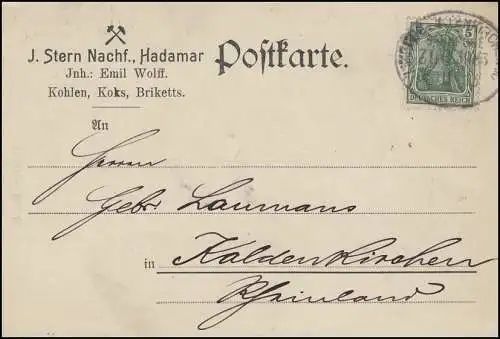 J. Stern Nachf., Hadamar
Jnh.: Emil Wolff.
Kohlen, Koks, Briketts.
Postkarte.
5
DEUTSCHES REICH
An
Herrn
Gebr. Laumans
in Kaldenkirchen
Rheinland